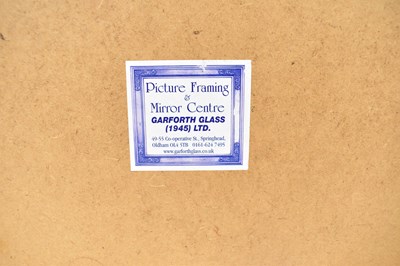 Picture Framing
&
Mirror Centre
GARFORTH GLASS
(1945) LTD.
49-55 Co-operative St., Springhead,
Oldham OL4 5TB 0161 624 7495
www.garforthglass.co.uk